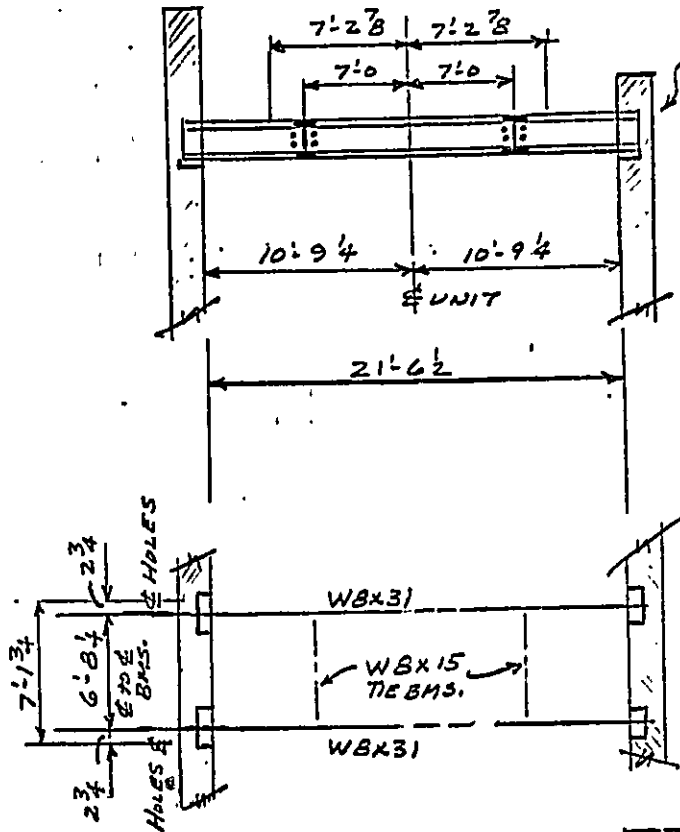 7'-2 7/8 7'-2 7/8
7'-0 7'-0
10'-9 1/4 10'-9 1/4
℄ UNIT
21'-6 1/2
2 3/4
℄ HOLES
7'-1 3/4
6'-8 1/4
℄ TO ℄
BMS.
2 3/4
HOLES ℄
W8x31
W8x15
TIE BMS.
W8x31